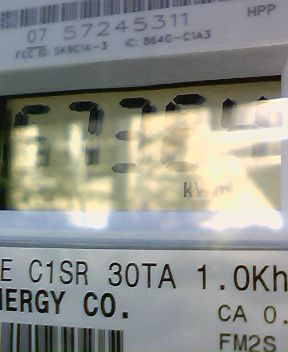 07 57245311
HPP
FCC ID: SK9C1A-3 IC: 864G-C1A3
kWh
E C1SR 30TA 1.0Kh
NERGY CO.
CA 0.
FM2S